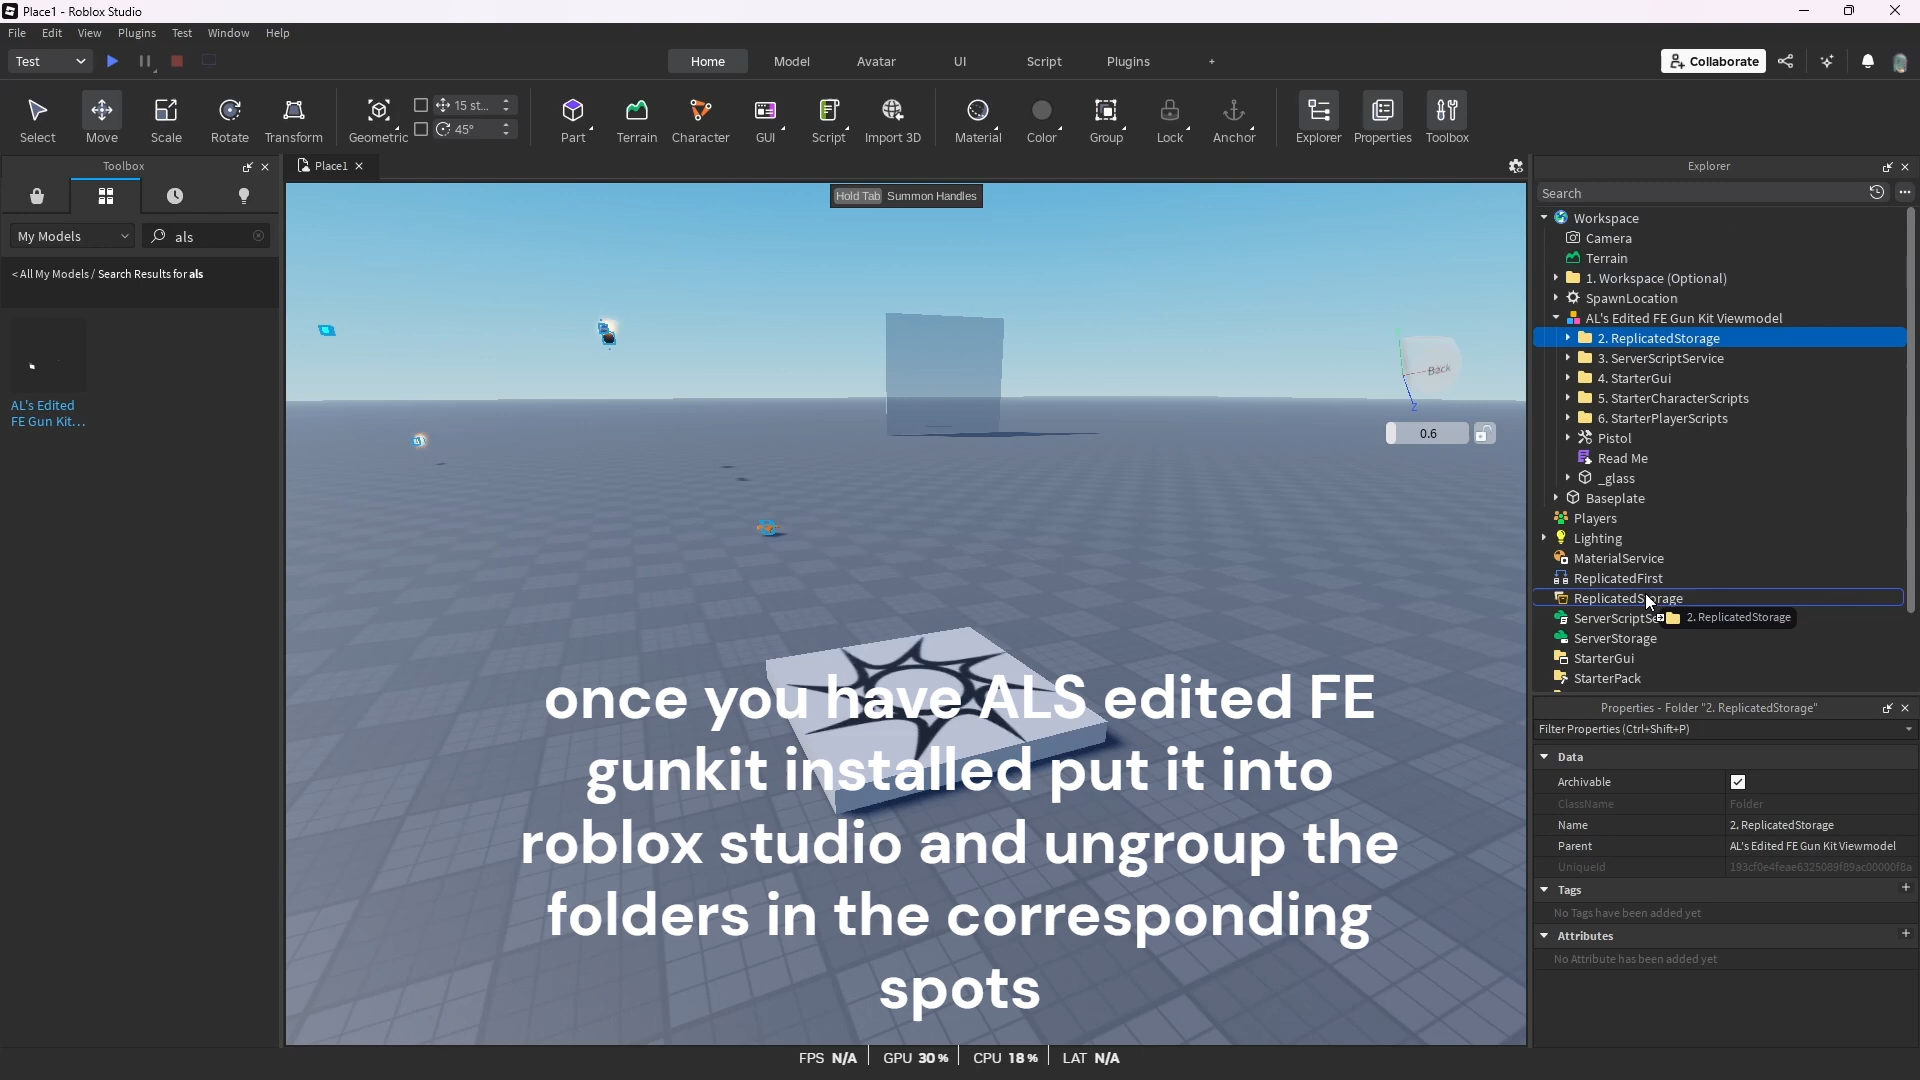 Place1 - Roblox Studio
File Edit View Plugins Test Window Help
Test
Home Model Avatar UI Script Plugins +
Collaborate
Select Move Scale Rotate Transform Geometric
15 st...
45°
Part Terrain Character GUI Script Import 3D
Material Color Group Lock Anchor
Explorer Properties Toolbox
Toolbox
My Models
als
< All My Models / Search Results for als
AL's Edited
FE Gun Kit...
Place1
Hold Tab Summon Handles
Back
Z
0.6
once you have ALS edited FE
gunkit installed put it into
roblox studio and ungroup the
folders in the corresponding
spots
FPS N/A GPU 30 % CPU 18 % LAT N/A
Explorer
Search
Workspace
Camera
Terrain
1. Workspace (Optional)
SpawnLocation
AL's Edited FE Gun Kit Viewmodel
2. ReplicatedStorage
3. ServerScriptService
4. StarterGui
5. StarterCharacterScripts
6. StarterPlayerScripts
Pistol
Read Me
_glass
Baseplate
Players
Lighting
MaterialService
ReplicatedFirst
ReplicatedStorage
ServerScriptSe
2. ReplicatedStorage
ServerStorage
StarterGui
StarterPack
Properties - Folder "2. ReplicatedStorage"
Filter Properties (Ctrl+Shift+P)
Data
Archivable
ClassName Folder
Name 2. ReplicatedStorage
Parent AL's Edited FE Gun Kit Viewmodel
UniqueId 193cf0e4feae6325089f89ac00000f8a
Tags
No Tags have been added yet
Attributes
No Attribute has been added yet